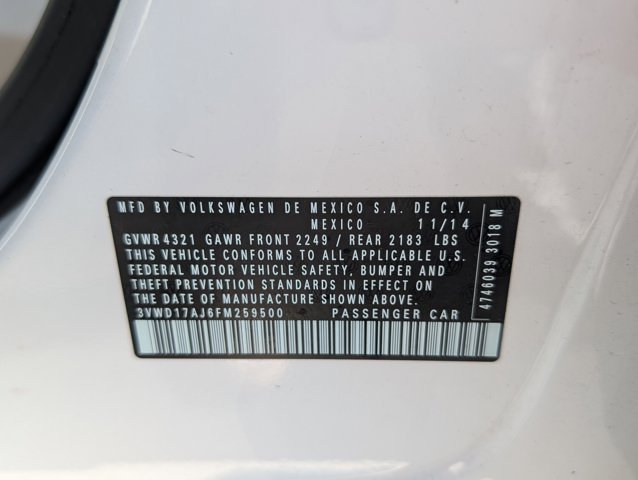 MFD BY VOLKSWAGEN DE MEXICO S.A. DE C.V.
MEXICO 11/14
GVWR 4321 GAWR FRONT 2249 / REAR 2183 LBS
THIS VEHICLE CONFORMS TO ALL APPLICABLE U.S.
FEDERAL MOTOR VEHICLE SAFETY, BUMPER AND
THEFT PREVENTION STANDARDS IN EFFECT ON
THE DATE OF MANUFACTURE SHOWN ABOVE.
3VWD17AJ6FM259500 PASSENGER CAR
4746039 3018 M